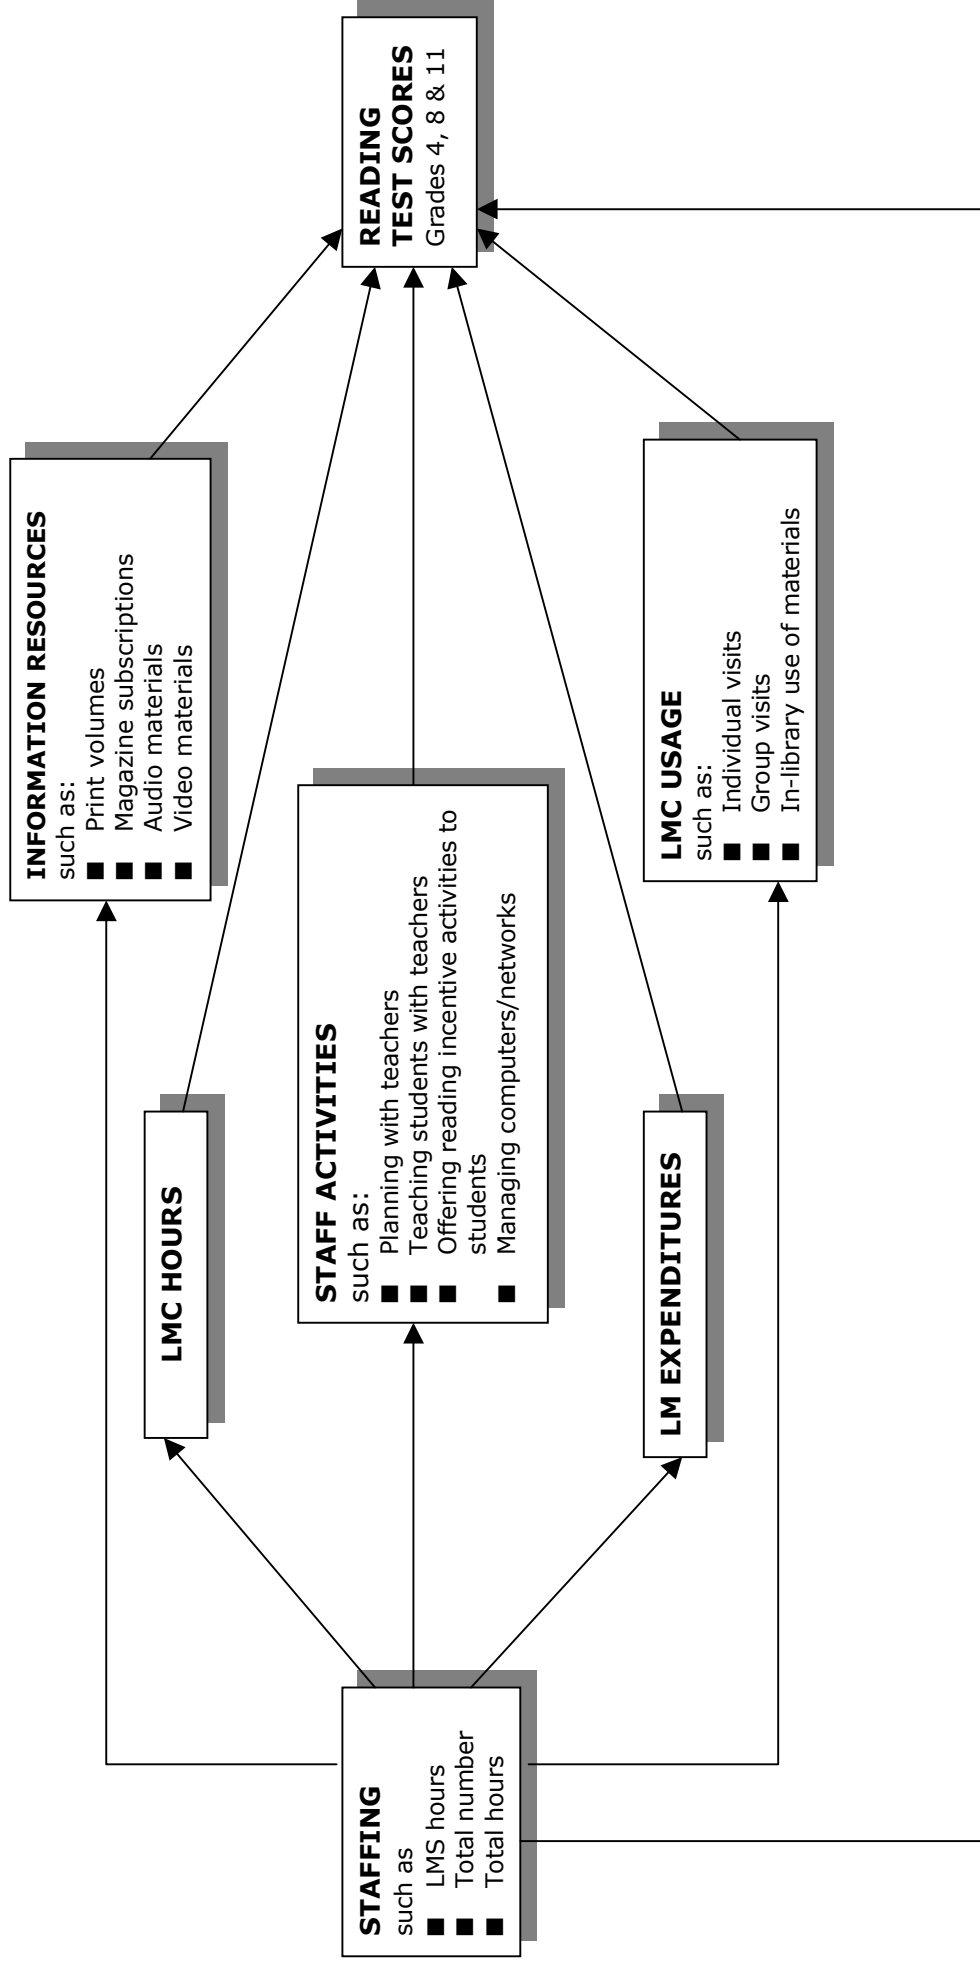 STAFFING
such as
■ LMS hours
■ Total number
■ Total hours
INFORMATION RESOURCES
such as:
■ Print volumes
■ Magazine subscriptions
■ Audio materials
■ Video materials
LMC HOURS
STAFF ACTIVITIES
such as:
■ Planning with teachers
■ Teaching students with teachers
■ Offering reading incentive activities to
students
■ Managing computers/networks
LM EXPENDITURES
LMC USAGE
such as:
■ Individual visits
■ Group visits
■ In-library use of materials
READING
TEST SCORES
Grades 4, 8 & 11